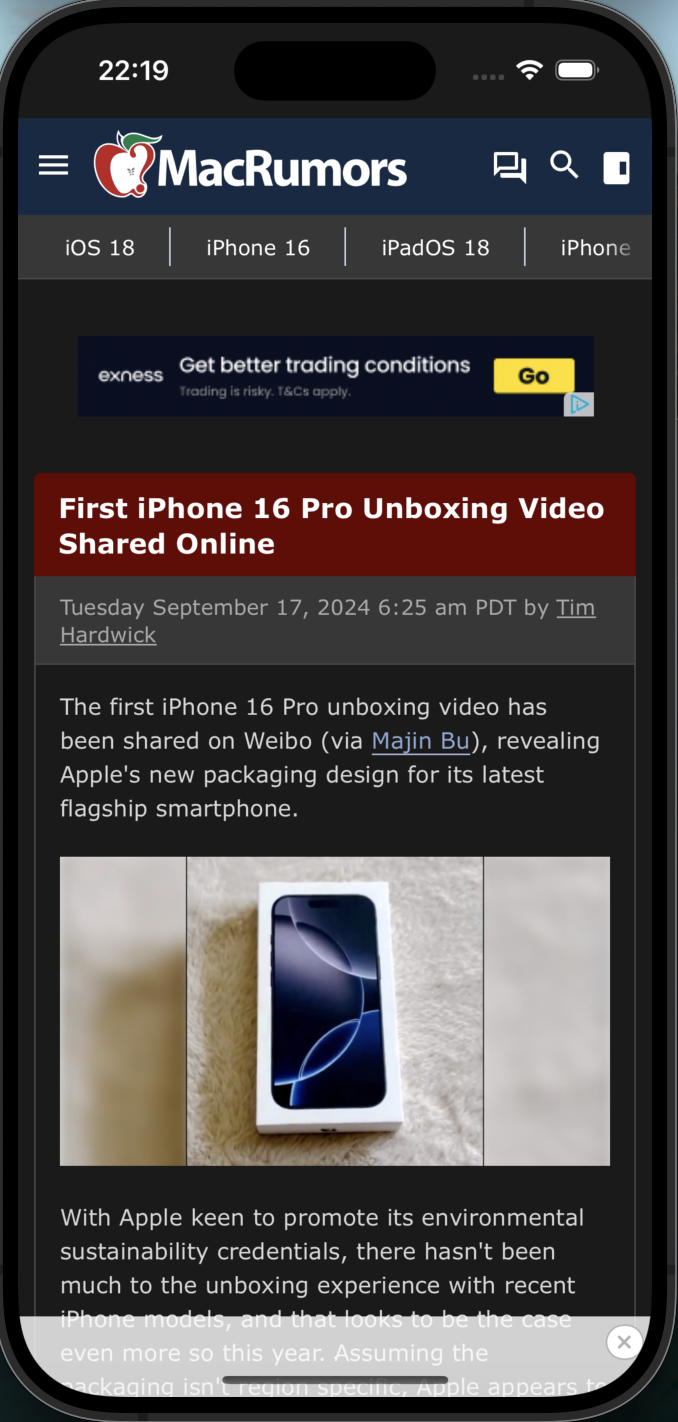 22:19
MacRumors
iOS 18
iPhone 16
iPadOS 18
iPhone
exness
Get better trading conditions
Trading is risky. T&Cs apply.
Go
First iPhone 16 Pro Unboxing Video
Shared Online
Tuesday September 17, 2024 6:25 am PDT by Tim
Hardwick
The first iPhone 16 Pro unboxing video has
been shared on Weibo (via Majin Bu), revealing
Apple's new packaging design for its latest
flagship smartphone.
With Apple keen to promote its environmental
sustainability credentials, there hasn't been
much to the unboxing experience with recent
iPhone models, and that looks to be the case
even more so this year. Assuming the
packaging isn't region specific, Apple appears to